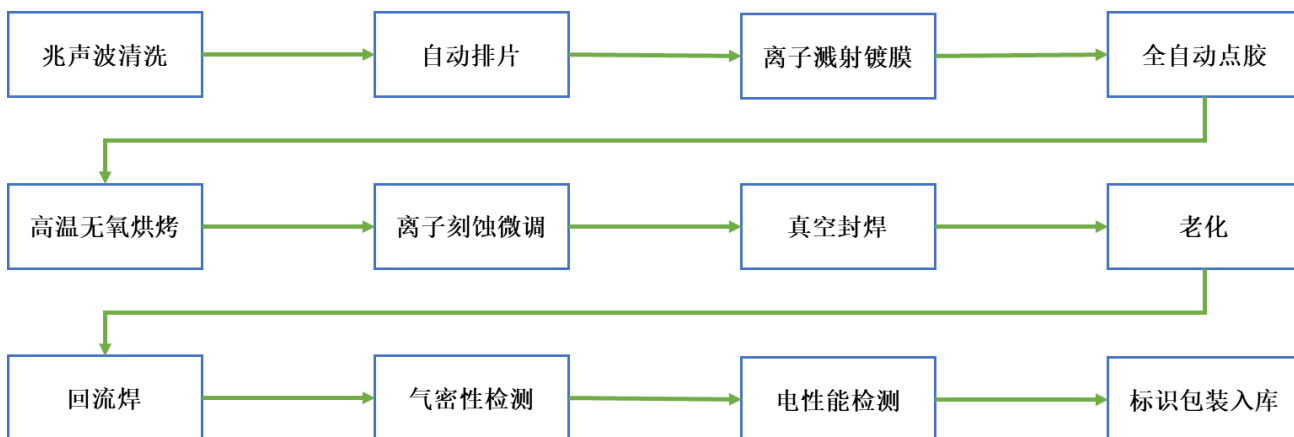 兆声波清洗
自动排片
离子溅射镀膜
全自动点胶
高温无氧烘烤
离子刻蚀微调
真空封焊
老化
回流焊
气密性检测
电性能检测
标识包装入库